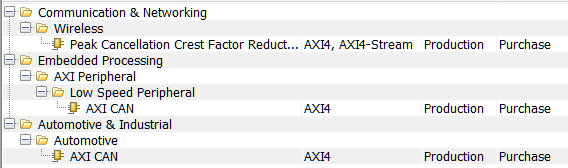 Communication & Networking
Wireless
Peak Cancellation Crest Factor Reduct... AXI4, AXI4-Stream Production Purchase
Embedded Processing
AXI Peripheral
Low Speed Peripheral
AXI CAN AXI4 Production Purchase
Automotive & Industrial
Automotive
AXI CAN AXI4 Production Purchase